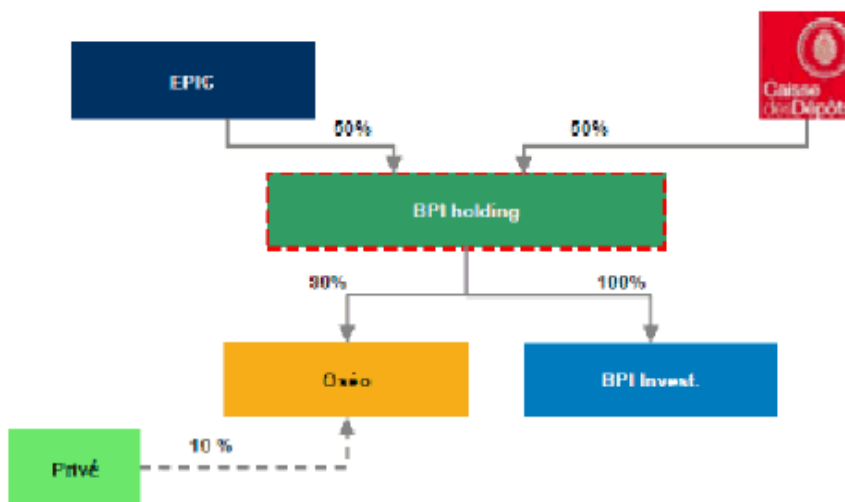 EPIC
Caisse
des Dépôts
50%
50%
BPI holding
90%
100%
Oséo
BPI Invest.
10 %
Privé